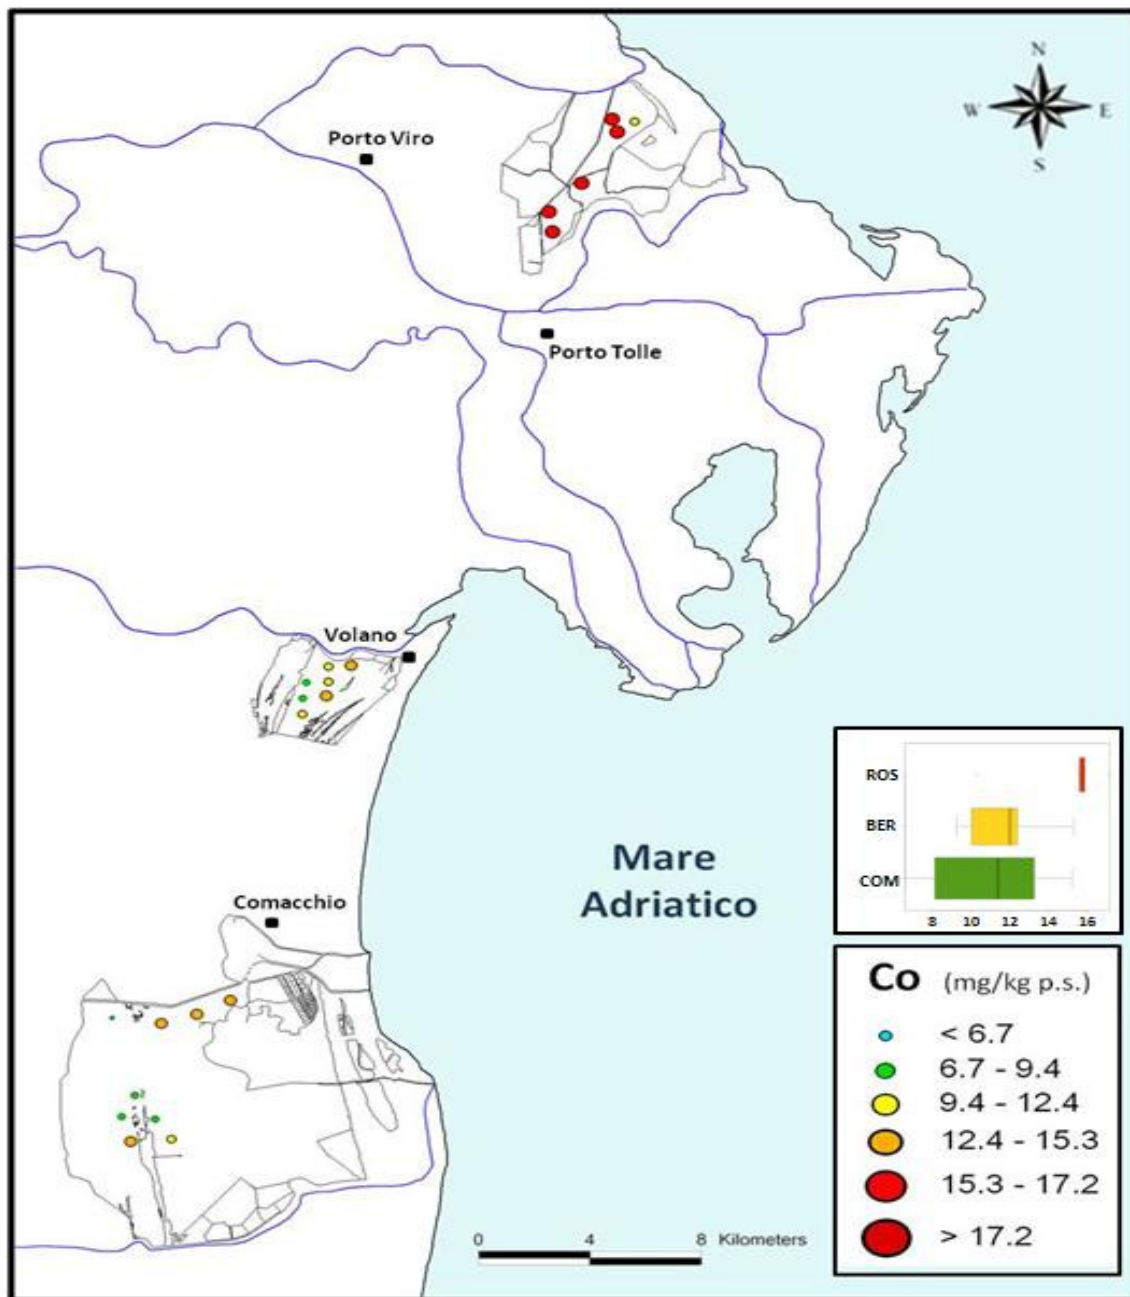 N
W E
S
Porto Viro
Porto Tolle
Volano
Mare
Adriatico
Comacchio
ROS
BER
COM
8 10 12 14 16
Co (mg/kg p.s.)
< 6.7
6.7 - 9.4
9.4 - 12.4
12.4 - 15.3
15.3 - 17.2
> 17.2
0 4 8 Kilometers